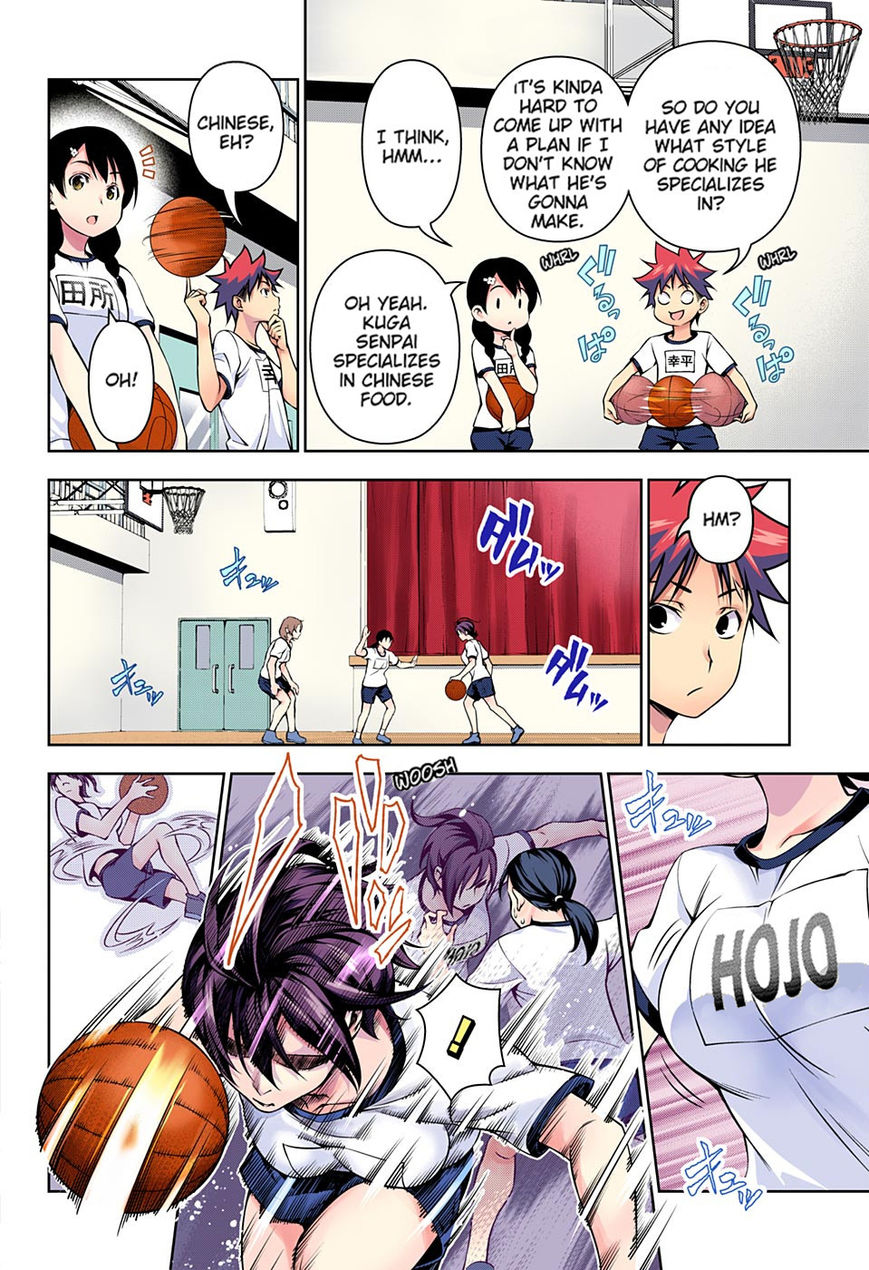 SO DO YOU
HAVE ANY IDEA
WHAT STYLE
OF COOKING HE
SPECIALIZES
IN?
IT'S KINDA
HARD TO
COME UP WITH
A PLAN IF I
DON'T KNOW
WHAT HE'S
GONNA
MAKE.
I THINK,
HMM...
WHRL
ぐるっぱ
幸平
WHRL
ぐるっぱ
田所
OH YEAH.
KUGA
SENPAI
SPECIALIZES
IN CHINESE
FOOD.
CHINESE,
EH?
田所
OH!
HM?
ダムッ
ダムッ
キュッ
キュッ
キュッ
HOJO
キュッ
WOOSH
HOJO
!